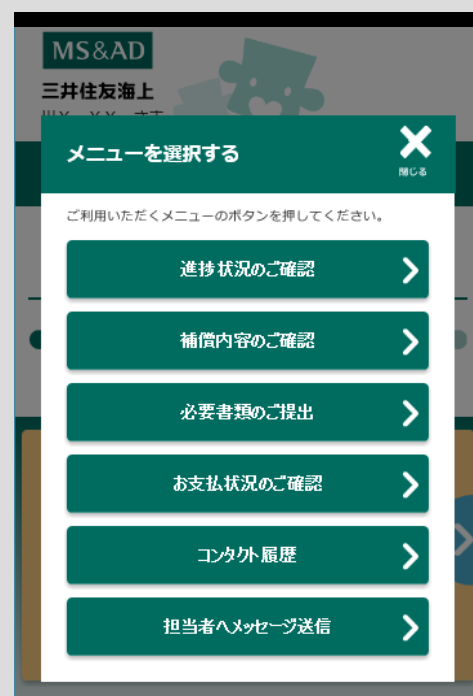 MS&AD
三井住友海上
メニューを選択する
閉じる
ご利用いただくメニューのボタンを押してください。
進捗状況のご確認
補償内容のご確認
必要書類のご提出
お支払状況のご確認
コンタクト履歴
担当者へメッセージ送信